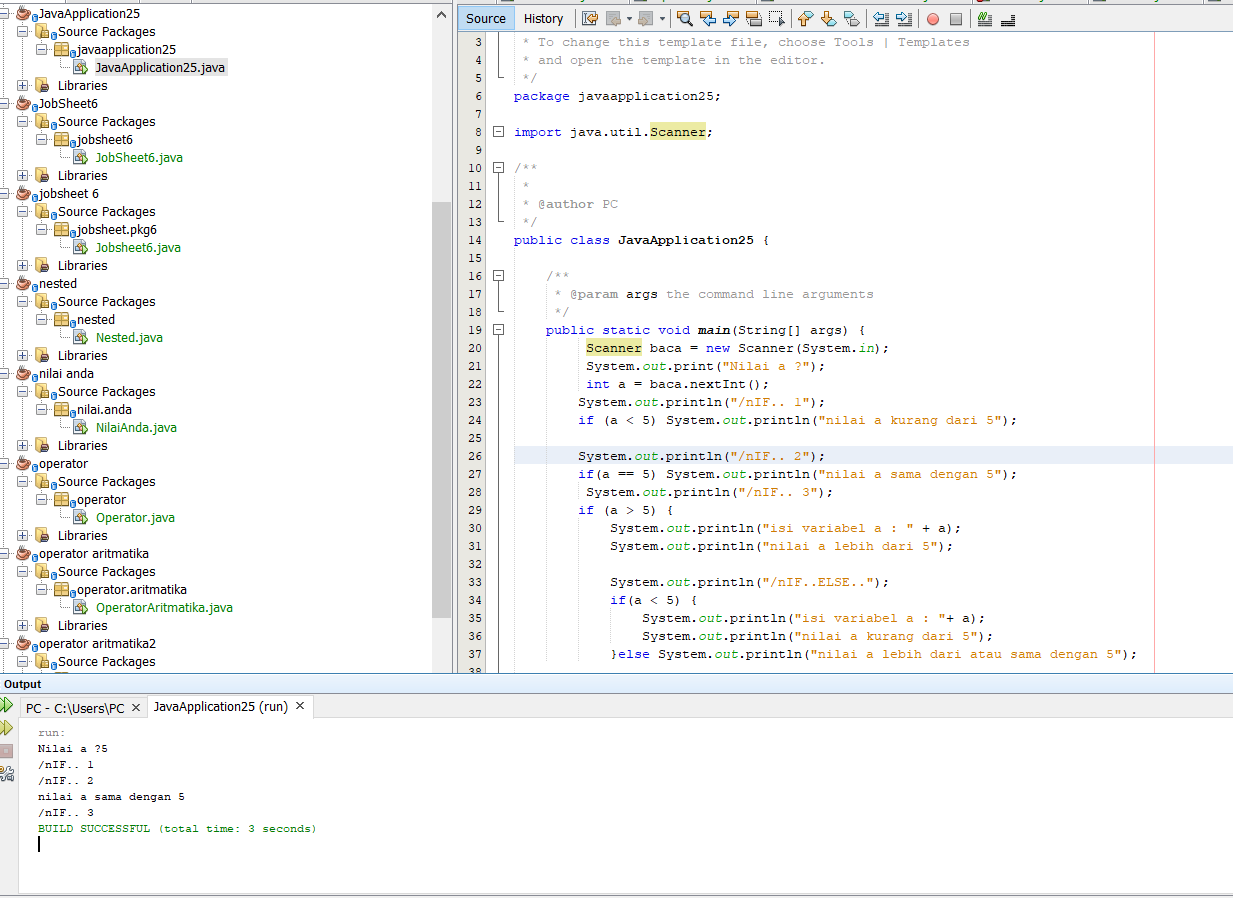 JavaApplication25
Source Packages
javaapplication25
JavaApplication25.java
Libraries
JobSheet6
Source Packages
jobsheet6
JobSheet6.java
Libraries
jobsheet 6
Source Packages
jobsheet.pkg6
Jobsheet6.java
Libraries
nested
Source Packages
nested
Nested.java
Libraries
nilai anda
Source Packages
nilai.anda
NilaiAnda.java
Libraries
operator
Source Packages
operator
Operator.java
Libraries
operator aritmatika
Source Packages
operator.aritmatika
OperatorAritmatika.java
Libraries
operator aritmatika2
Source Packages
Source History
3 * To change this template file, choose Tools | Templates
4 * and open the template in the editor.
5 */
6 package javaapplication25;
7
8 import java.util.Scanner;
9
10 /**
11 *
12 * @author PC
13 */
14 public class JavaApplication25 {
15
16 /**
17 * @param args the command line arguments
18 */
19 public static void main(String[] args) {
20 Scanner baca = new Scanner(System.in);
21 System.out.print("Nilai a ?");
22 int a = baca.nextInt();
23 System.out.println("/nIF.. 1");
24 if (a < 5) System.out.println("nilai a kurang dari 5");
25
26 System.out.println("/nIF.. 2");
27 if(a == 5) System.out.println("nilai a sama dengan 5");
28 System.out.println("/nIF.. 3");
29 if (a > 5) {
30 System.out.println("isi variabel a : " + a);
31 System.out.println("nilai a lebih dari 5");
32
33 System.out.println("/nIF..ELSE..");
34 if(a < 5) {
35 System.out.println("isi variabel a : "+ a);
36 System.out.println("nilai a kurang dari 5");
37 }else System.out.println("nilai a lebih dari atau sama dengan 5");
38
Output
PC - C:\Users\PC × JavaApplication25 (run) ×
run:
Nilai a ?5
/nIF.. 1
/nIF.. 2
nilai a sama dengan 5
/nIF.. 3
BUILD SUCCESSFUL (total time: 3 seconds)